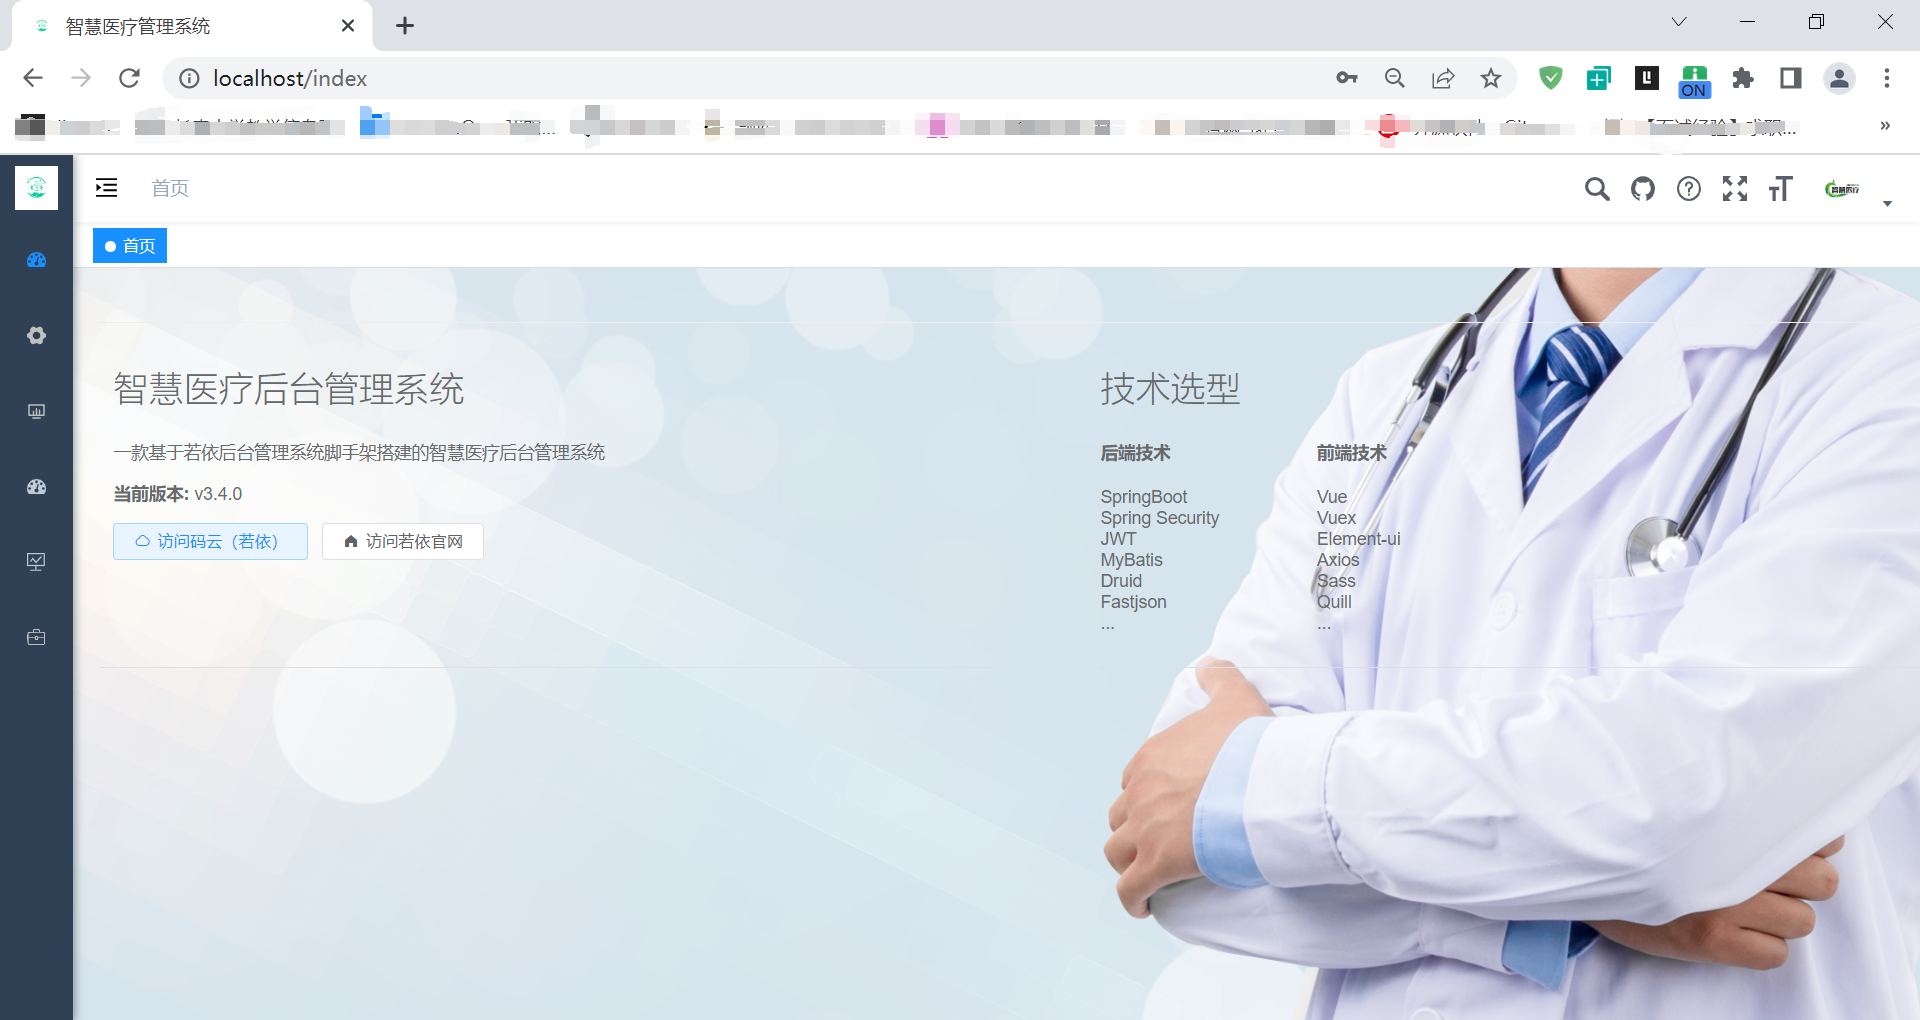 智慧医疗管理系统
localhost/index
ON
首页
智慧医疗
首页
智慧医疗后台管理系统
一款基于若依后台管理系统脚手架搭建的智慧医疗后台管理系统
当前版本: v3.4.0
访问码云（若依）
访问若依官网
技术选型
后端技术
SpringBoot
Spring Security
JWT
MyBatis
Druid
Fastjson
...
前端技术
Vue
Vuex
Element-ui
Axios
Sass
Quill
...